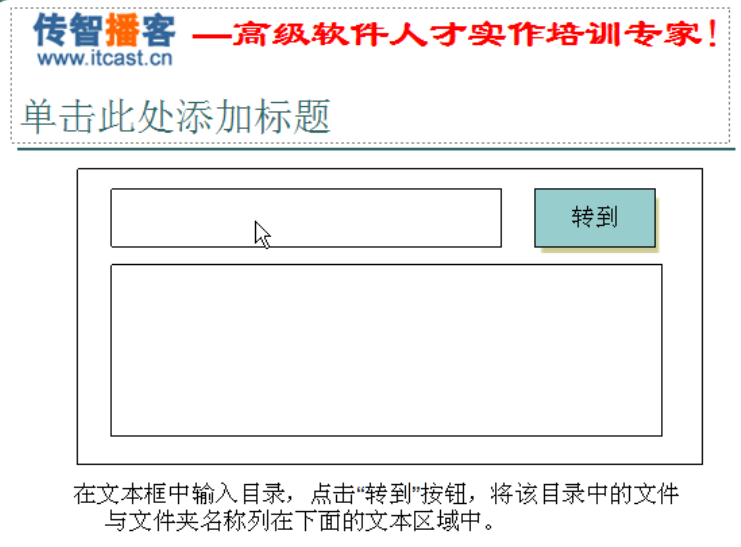 传智播客 —高级软件人才实作培训专家!
www.itcast.cn
单击此处添加标题
转到
在文本框中输入目录，点击“转到”按钮，将该目录中的文件
与文件夹名称列在下面的文本区域中。